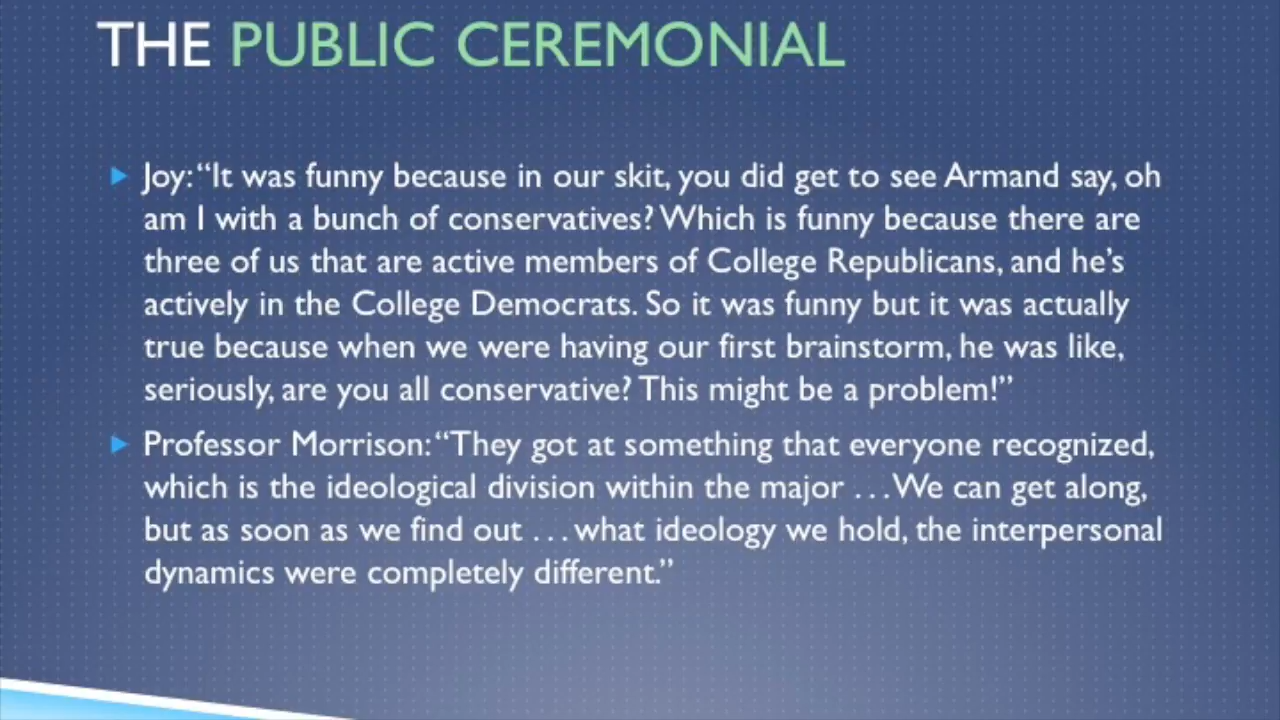 THE PUBLIC CEREMONIAL
Joy: “It was funny because in our skit, you did get to see Armand say, oh
am I with a bunch of conservatives? Which is funny because there are
three of us that are active members of College Republicans, and he’s
actively in the College Democrats. So it was funny but it was actually
true because when we were having our first brainstorm, he was like,
seriously, are you all conservative? This might be a problem!”
Professor Morrison: “They got at something that everyone recognized,
which is the ideological division within the major . . . We can get along,
but as soon as we find out . . . what ideology we hold, the interpersonal
dynamics were completely different.”